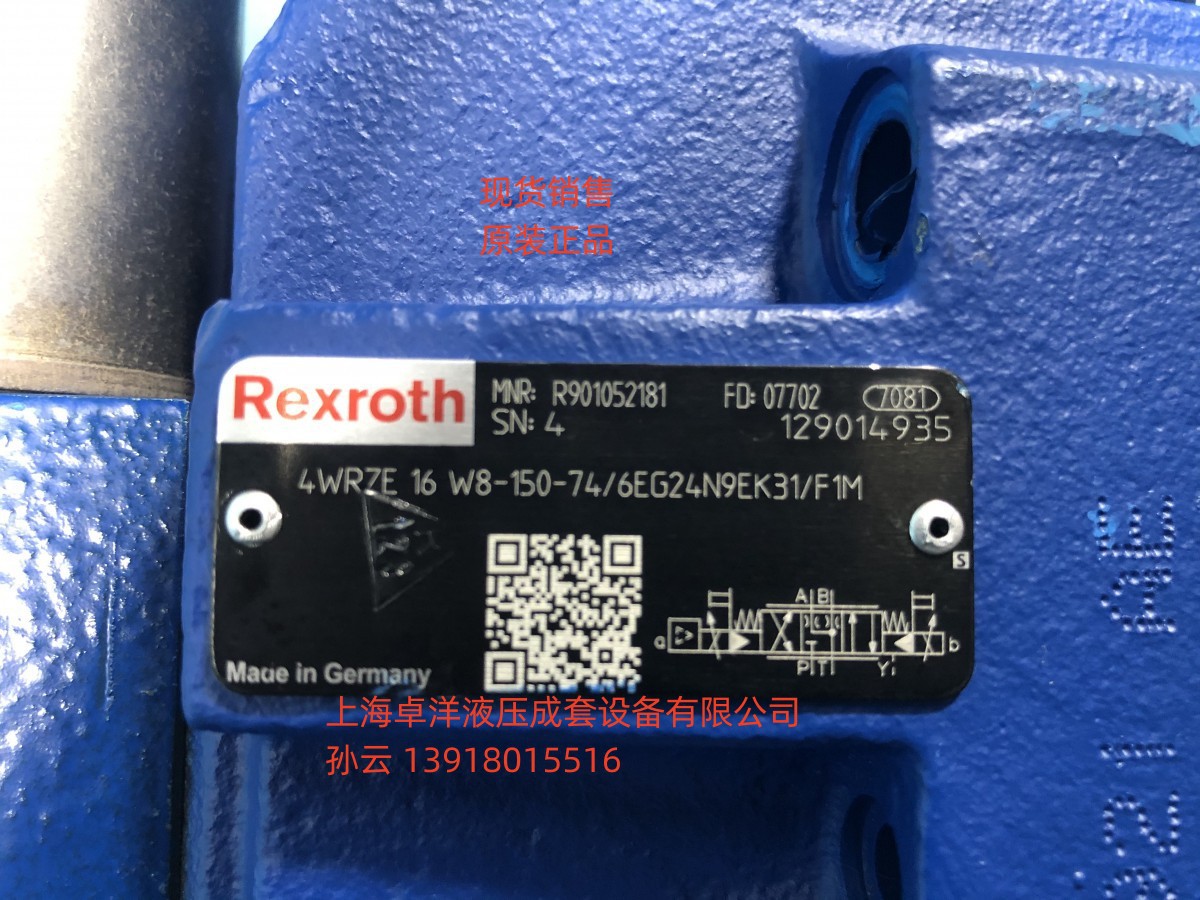 现货销售
原装正品
Rexroth
MNR: R901052181 FD: 07702 7081
SN: 4 129014935
4WRZE 16 W8-150-74/6EG24N9EK31/F1M
S
A B
a b
P T Y
Made in Germany
上海卓洋液压成套设备有限公司
孙云 13918015516